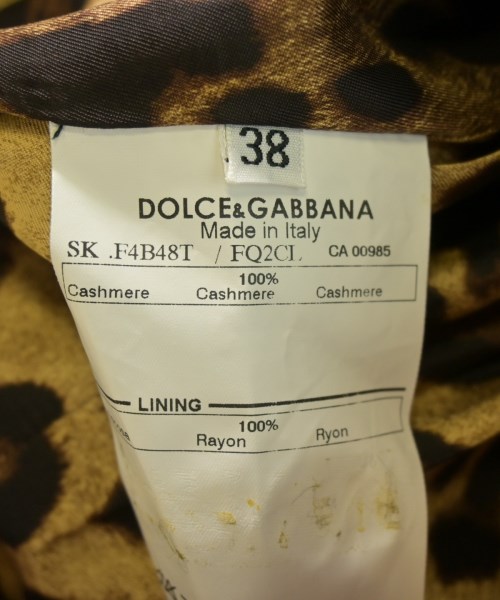 38
DOLCE&GABBANA
Made in Italy
SK .F4B48T / FQ2CL CA 00985
100%
Cashmere Cashmere Cashmere
LINING
100%
Rayon Ryon